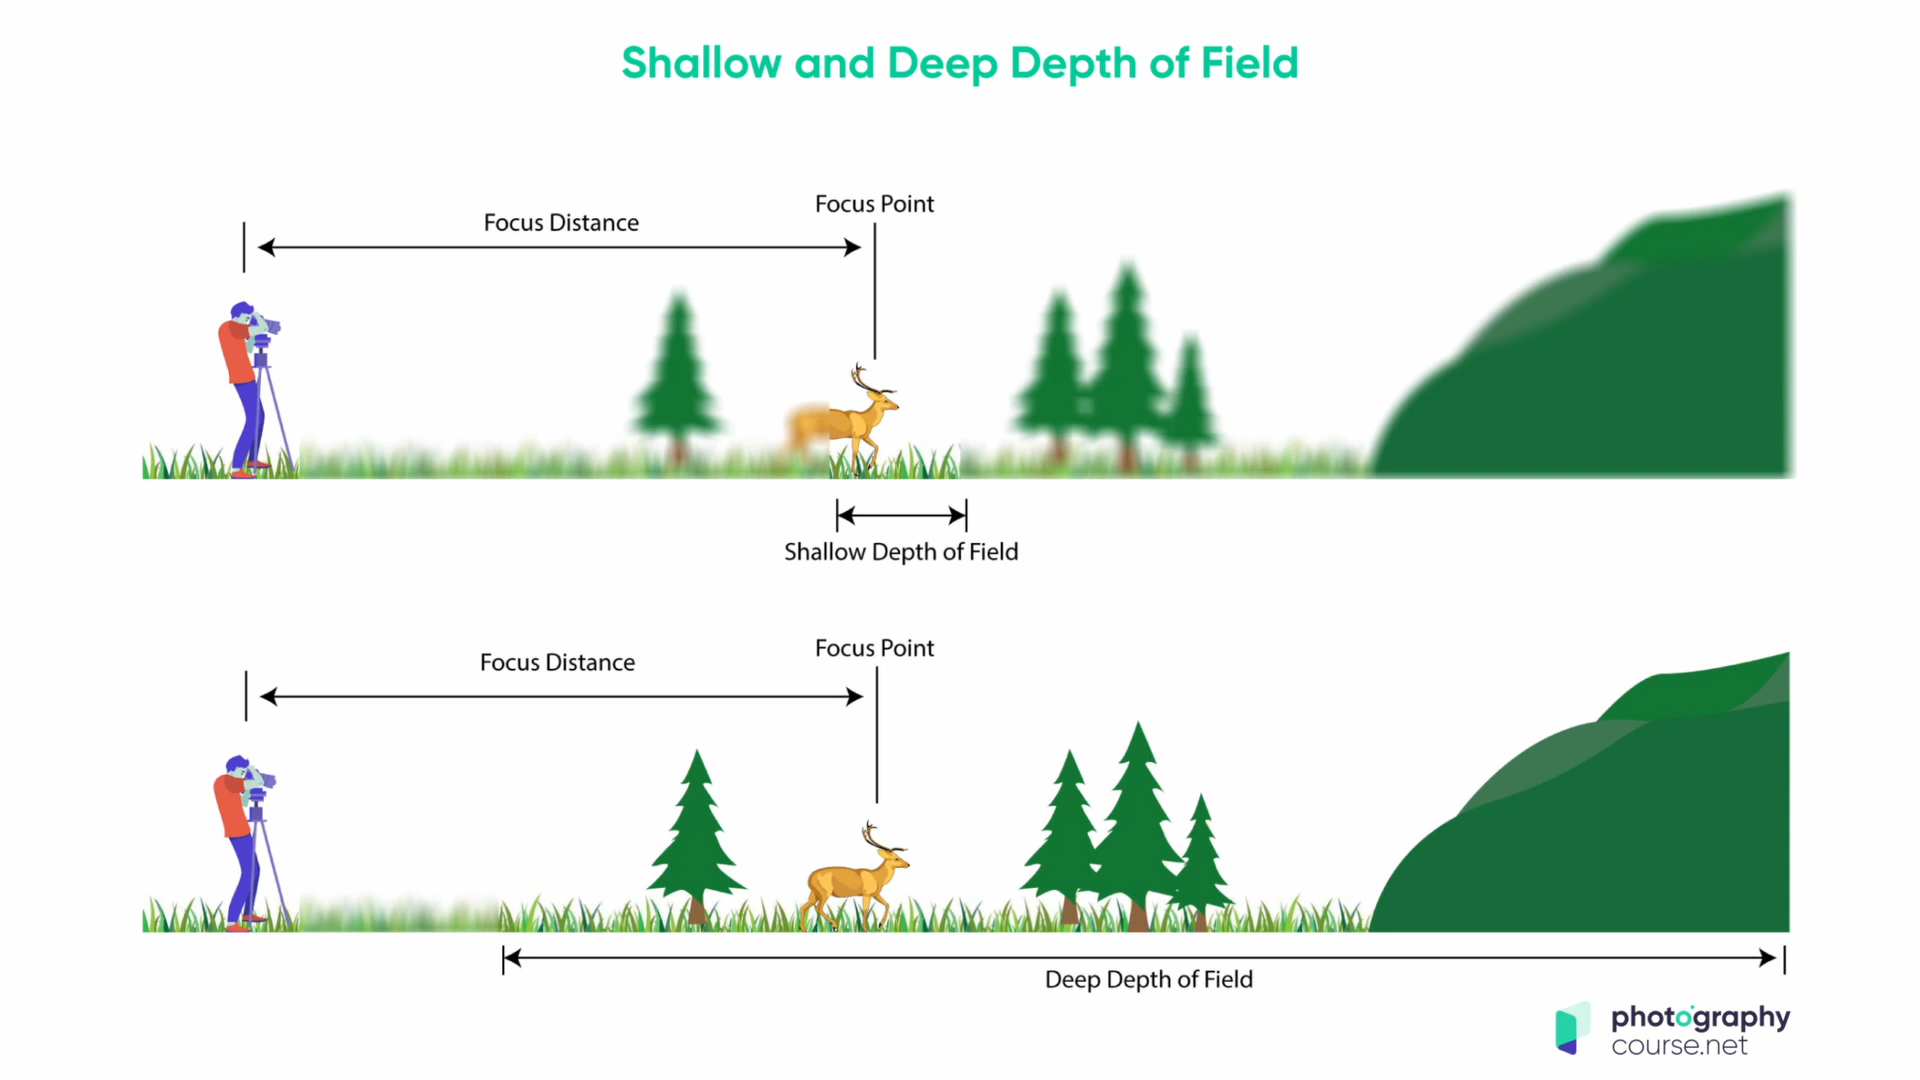 Shallow and Deep Depth of Field
Focus Point
Focus Distance
Shallow Depth of Field
Focus Point
Focus Distance
Deep Depth of Field
photography
course.net